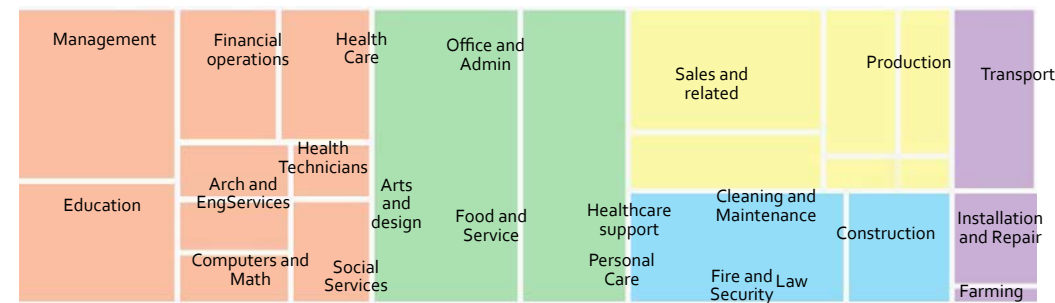 Management
Financial
operations
Health
Care
Office and
Admin
Sales and
related
Production
Transport
Health
Technicians
Arch and
EngServices
Education
Arts
and
design
Food and
Service
Healthcare
support
Cleaning and
Maintenance
Construction
Installation
and Repair
Computers and
Math
Social
Services
Personal
Care
Fire and Law
Security
Farming